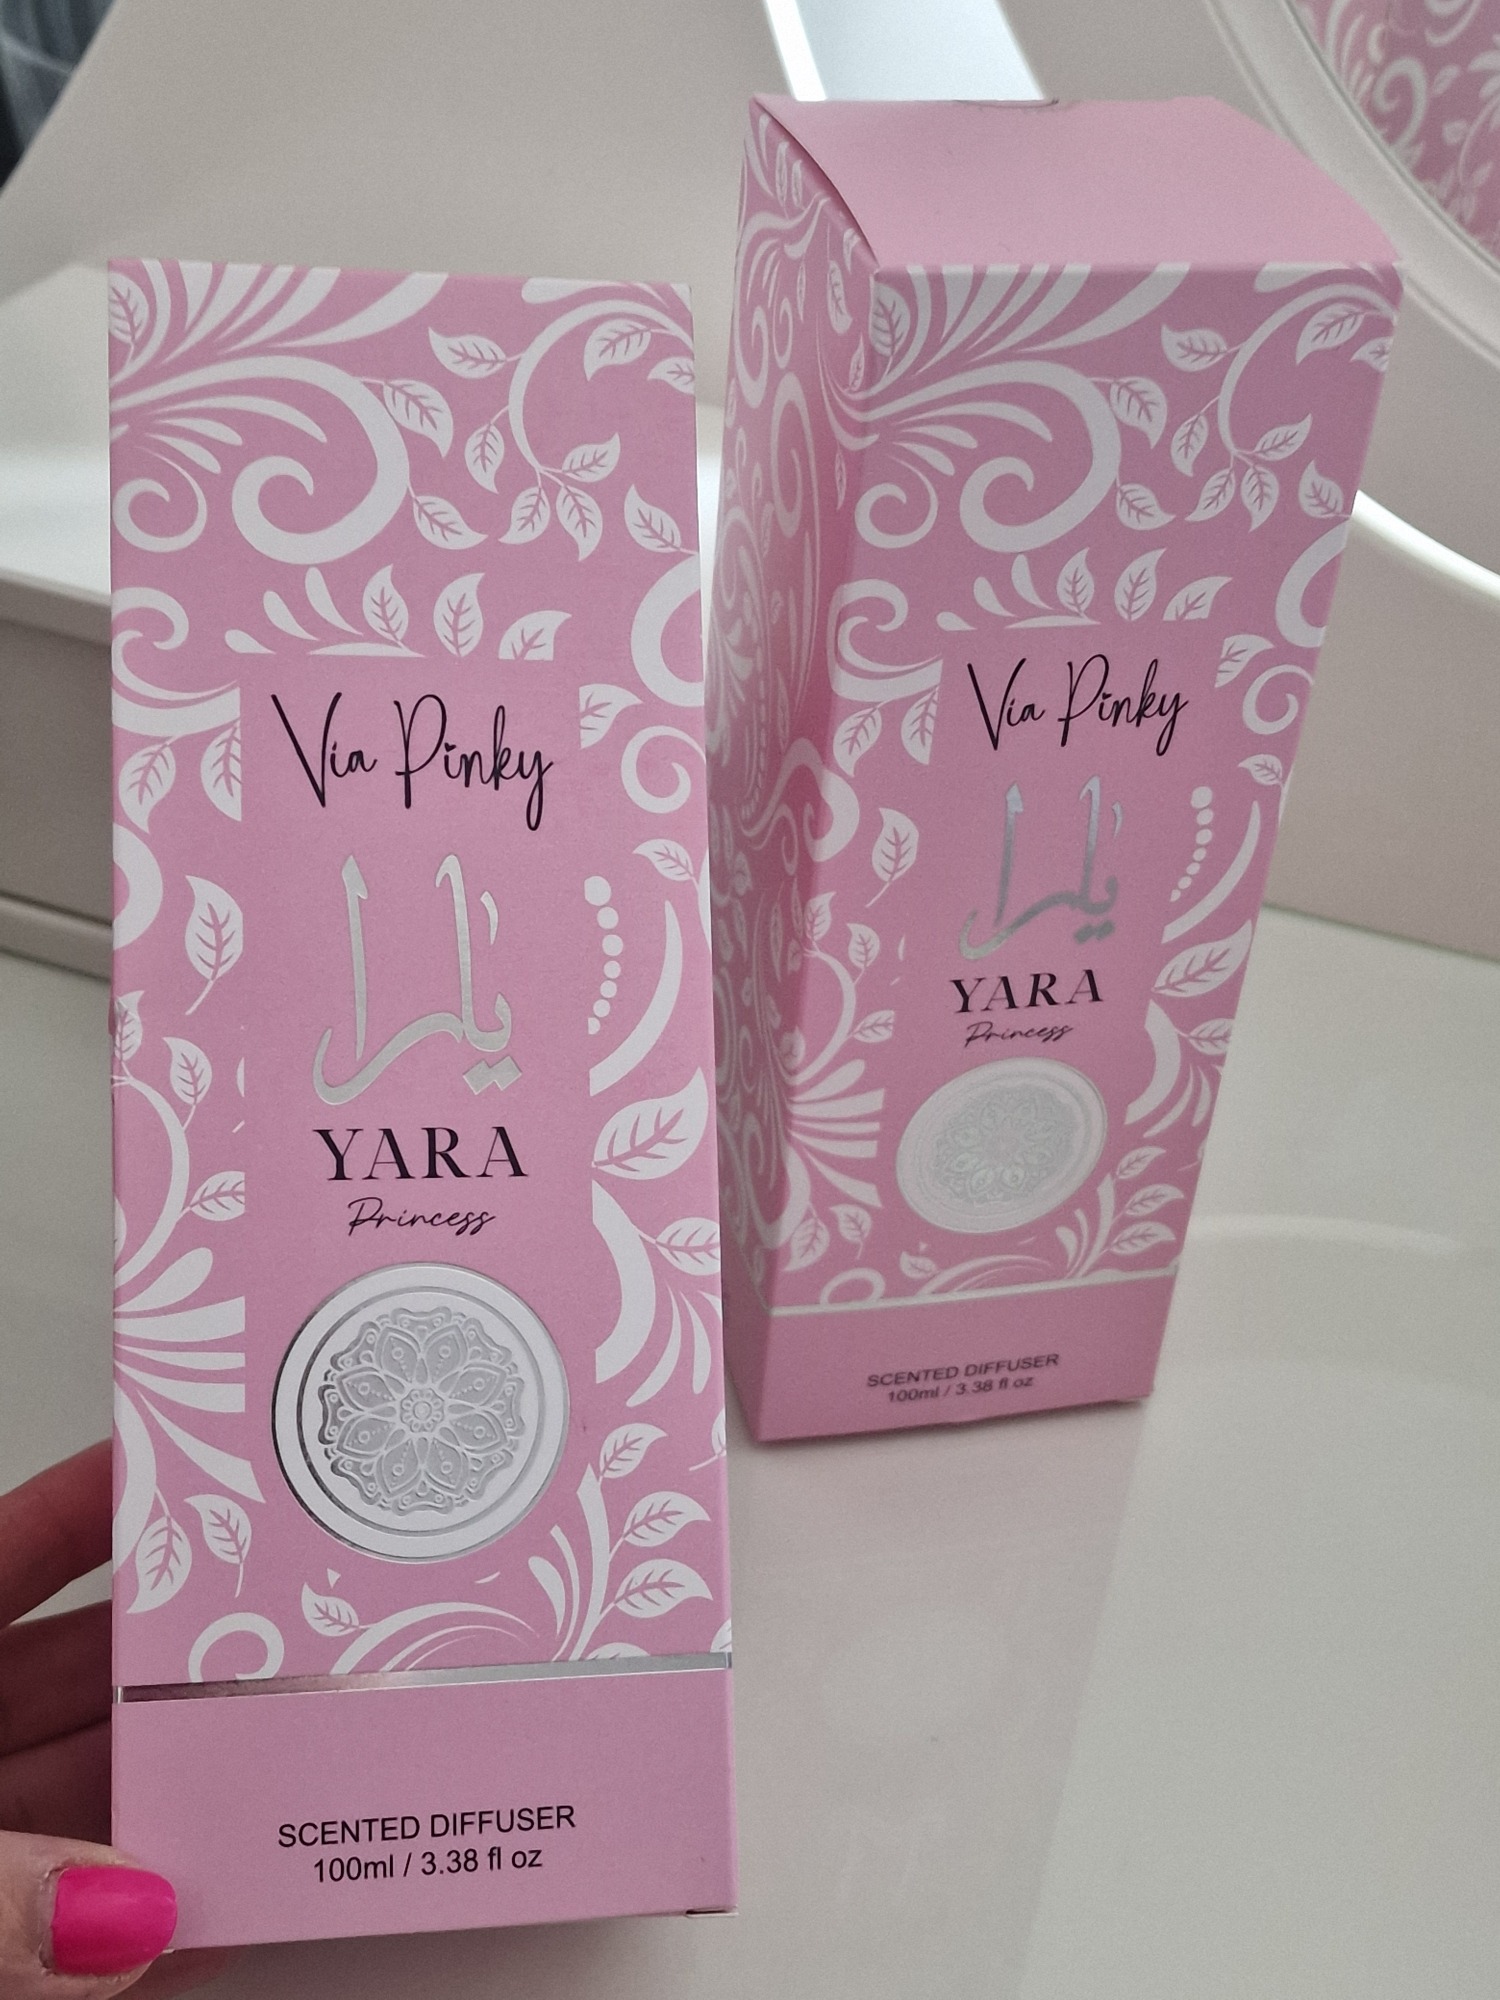 Via Pinky
يارا
YARA
Princess
SCENTED DIFFUSER
100ml / 3.38 fl oz
Via Pinky
يارا
YARA
Princess
SCENTED DIFFUSER
100ml / 3.38 fl oz